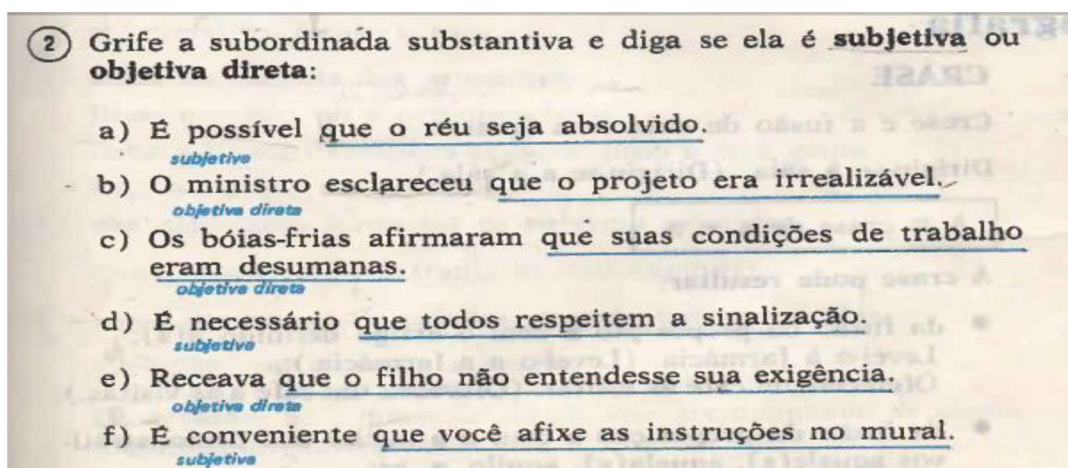 2 Grife a subordinada substantiva e diga se ela é subjetiva ou
objetiva direta:
a) É possível que o réu seja absolvido.
subjetiva
b) O ministro esclareceu que o projeto era irrealizável.
objetiva direta
c) Os bóias-frias afirmaram que suas condições de trabalho
eram desumanas.
objetiva direta
d) É necessário que todos respeitem a sinalização.
subjetiva
e) Receava que o filho não entendesse sua exigência.
objetiva direta
f) É conveniente que você afixe as instruções no mural.
subjetiva